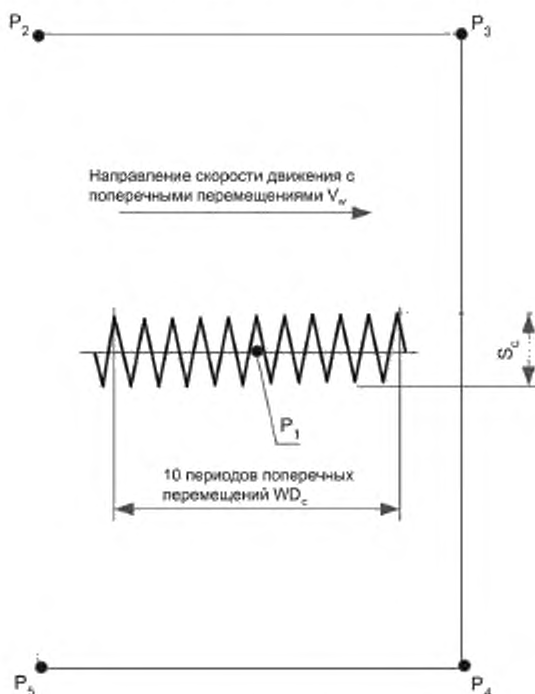 P2
P3
Направление скорости движения с
поперечными перемещениями Vw
Sc
P1
10 периодов поперечных
перемещений WDc
P5
P4